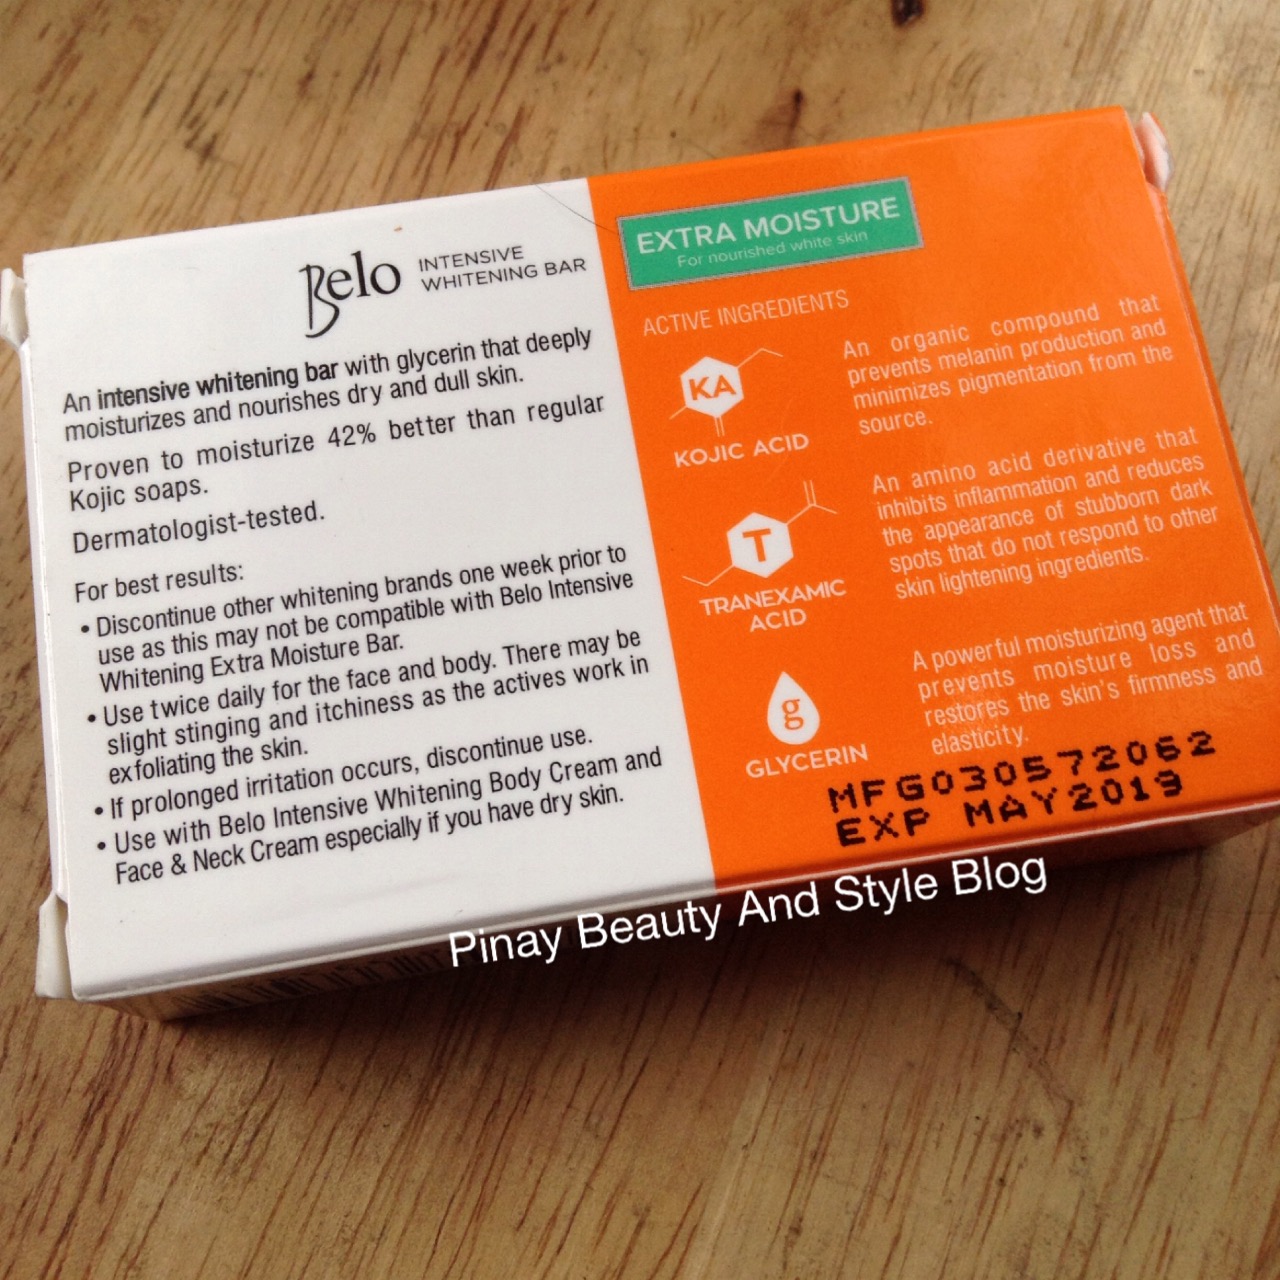 Belo INTENSIVE
WHITENING BAR
An intensive whitening bar with glycerin that deeply
moisturizes and nourishes dry and dull skin.
Proven to moisturize 42% better than regular
Kojic soaps.
Dermatologist-tested.
For best results:
• Discontinue other whitening brands one week prior to
use as this may not be compatible with Belo Intensive
Whitening Extra Moisture Bar.
• Use twice daily for the face and body. There may be
slight stinging and itchiness as the actives work in
exfoliating the skin.
• If prolonged irritation occurs, discontinue use.
• Use with Belo Intensive Whitening Body Cream and
Face & Neck Cream especially if you have dry skin.
EXTRA MOISTURE
For nourished white skin
ACTIVE INGREDIENTS
KA
KOJIC ACID
An organic compound that
prevents melanin production and
minimizes pigmentation from the
source.
T
TRANEXAMIC
ACID
An amino acid derivative that
inhibits inflammation and reduces
the appearance of stubborn dark
spots that do not respond to other
skin lightening ingredients.
g
GLYCERIN
A powerful moisturizing agent that
prevents moisture loss and
restores the skin's firmness and
elasticity.
MFG030572062
EXP MAY2019
Pinay Beauty And Style Blog